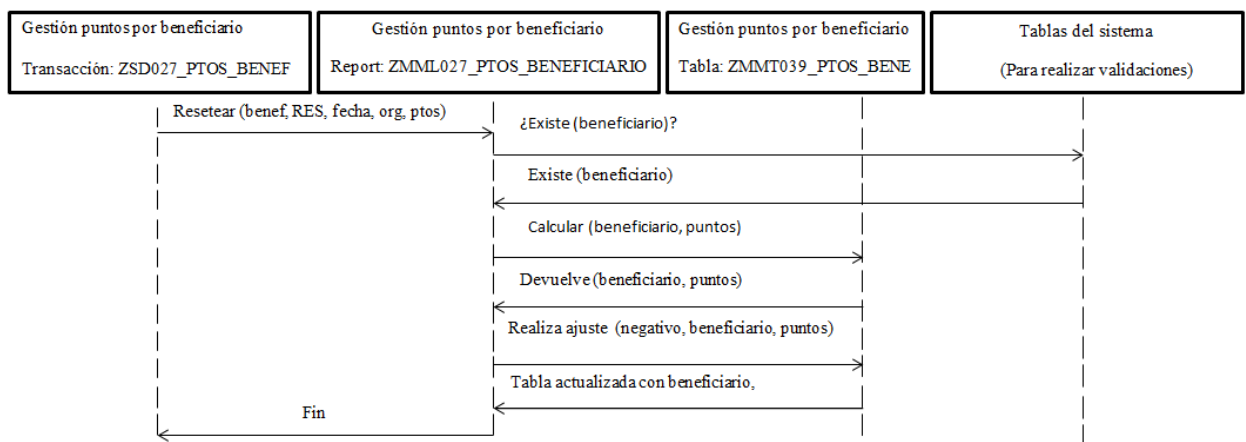 Gestión puntos por beneficiario
Transacción: ZSD027_PTOS_BENEF
Gestión puntos por beneficiario
Report: ZMML027_PTOS_BENEFICIARIO
Gestión puntos por beneficiario
Tabla: ZMMT039_PTOS_BENE
Tablas del sistema
(Para realizar validaciones)
Resetear (benef, RES, fecha, org, ptos)
¿Existe (beneficiario)?
Existe (beneficiario)
Calcular (beneficiario, puntos)
Devuelve (beneficiario, puntos)
Realiza ajuste (negativo, beneficiario, puntos)
Tabla actualizada con beneficiario,
Fin